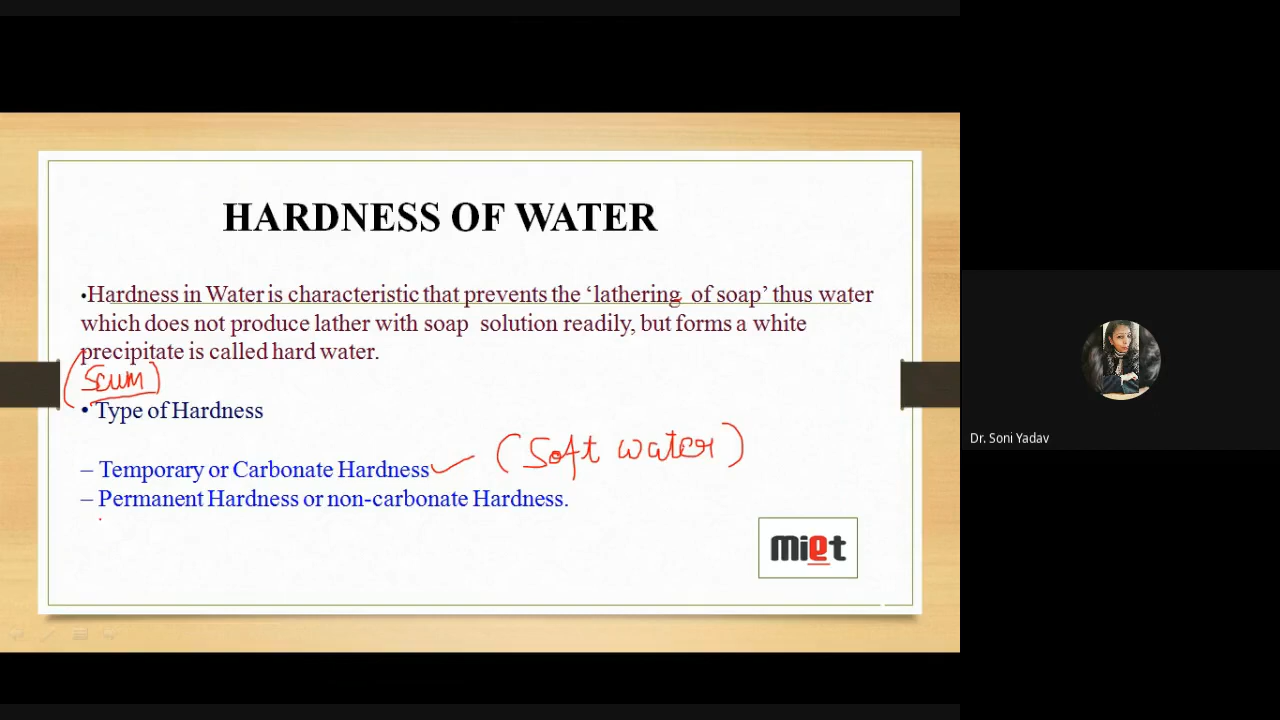 HARDNESS OF WATER
•Hardness in Water is characteristic that prevents the ‘lathering of soap’ thus water
which does not produce lather with soap solution readily, but forms a white
precipitate is called hard water.
(Scum)
• Type of Hardness
(Soft water)
– Temporary or Carbonate Hardness
– Permanent Hardness or non-carbonate Hardness.
miet
Dr. Soni Yadav